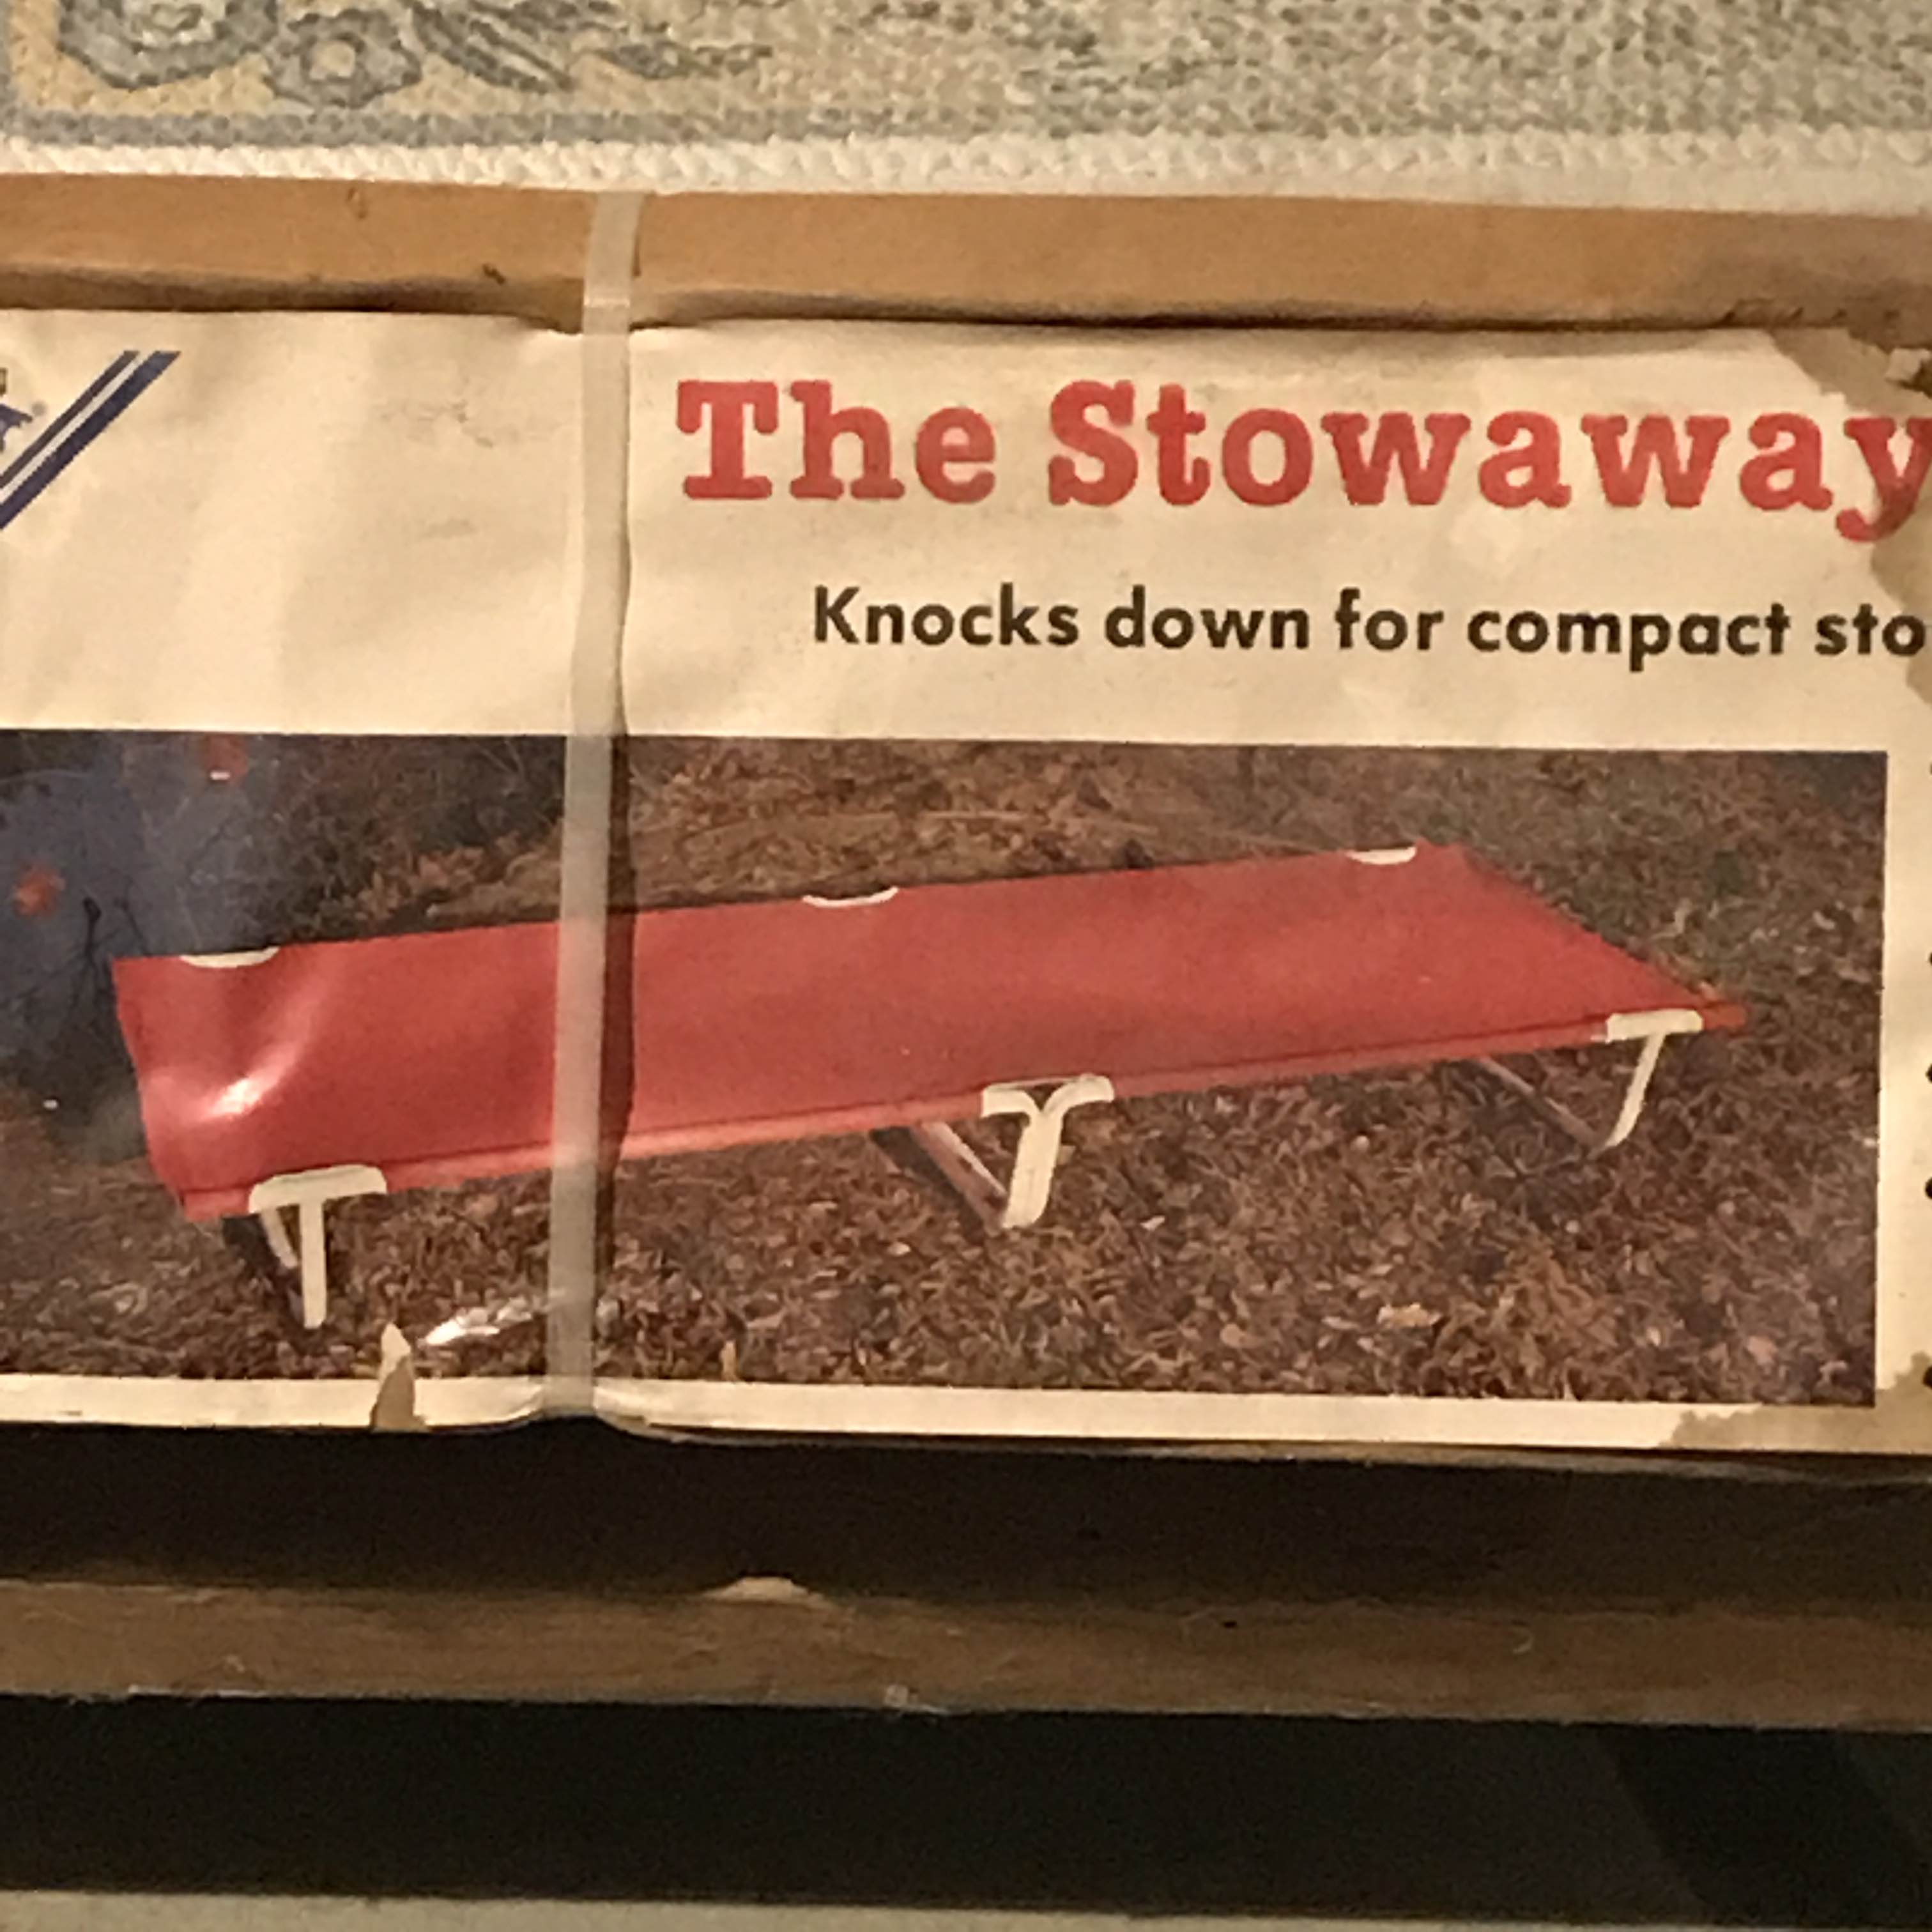 The Stowaway
Knocks down for compact sto